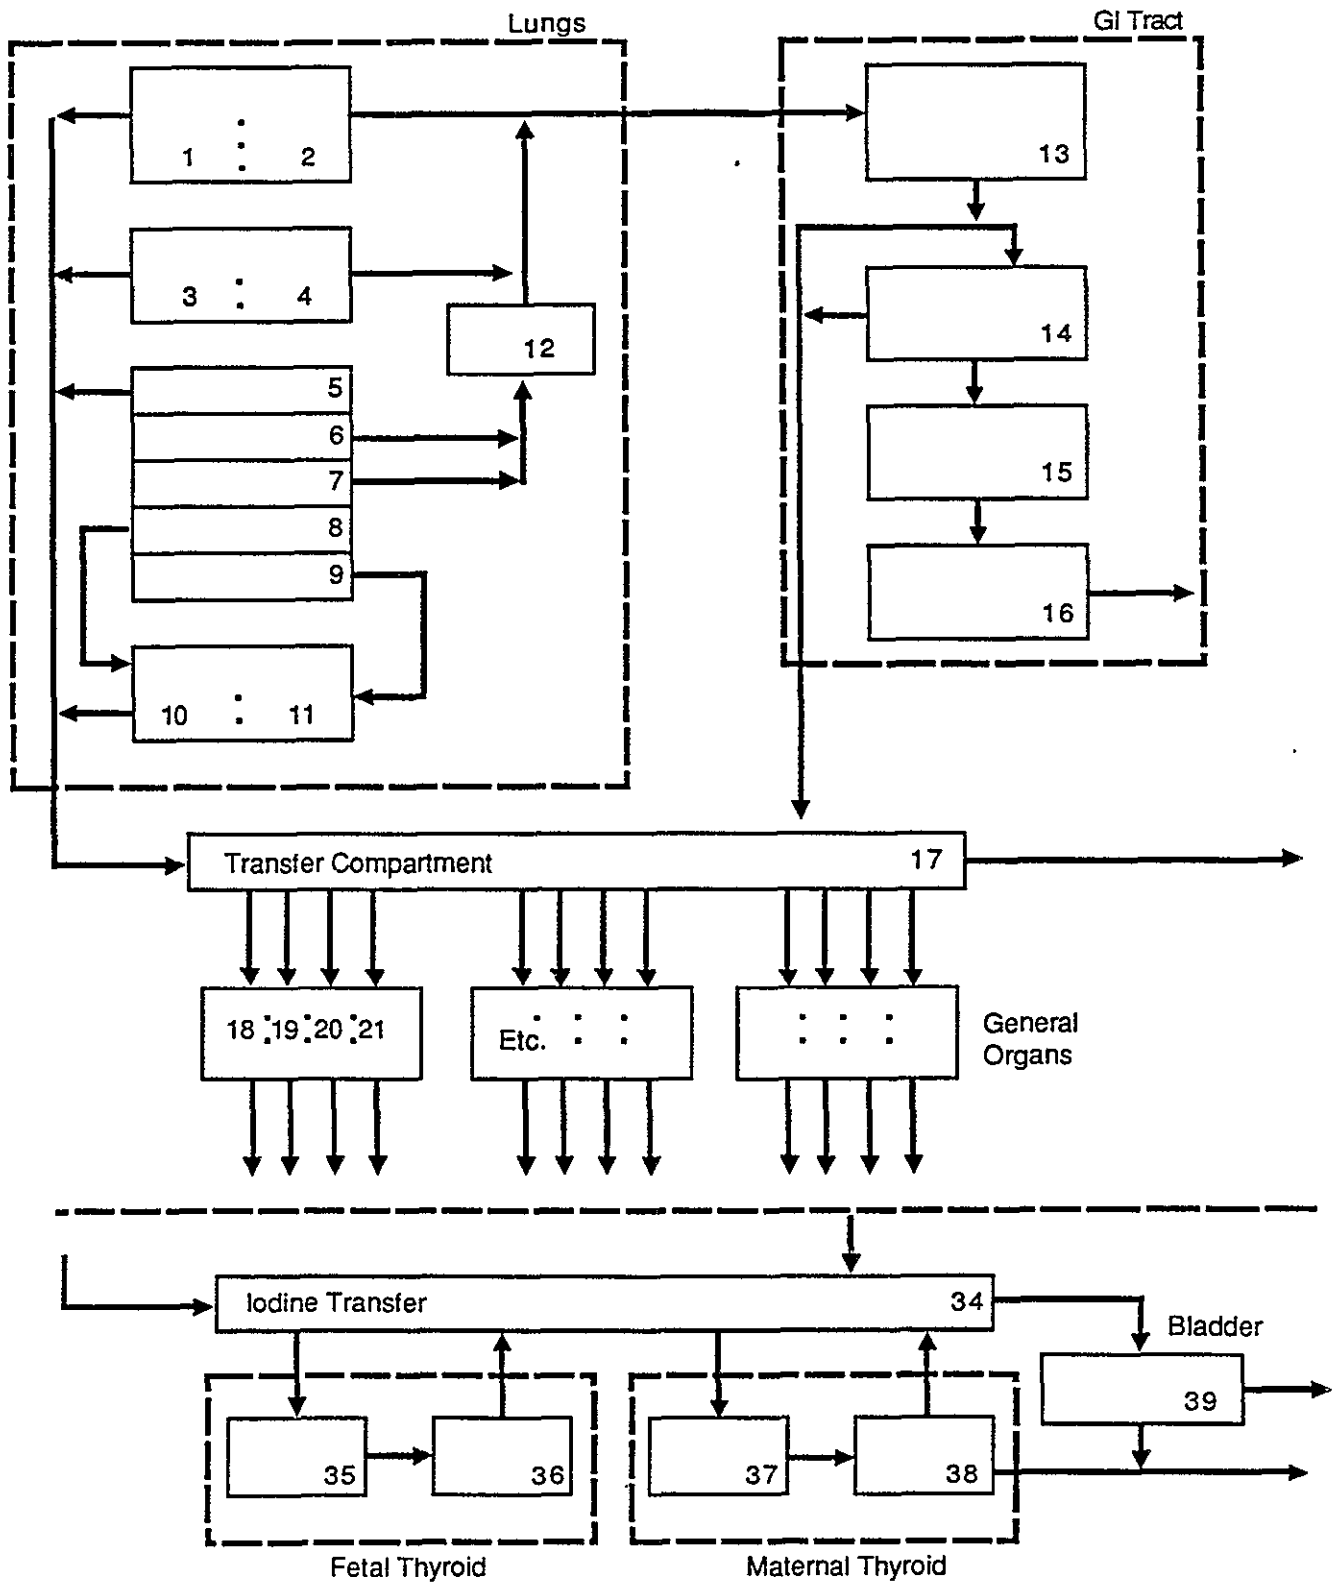 Lungs
GI Tract
1 : 2
13
3 : 4
12
14
5
6
7
15
8
9
16
10 : 11
Transfer Compartment 17
18 : 19 : 20 : 21
Etc. : : :
: : :
General
Organs
Iodine Transfer 34
Bladder
39
35
36
37
38
Fetal Thyroid
Maternal Thyroid